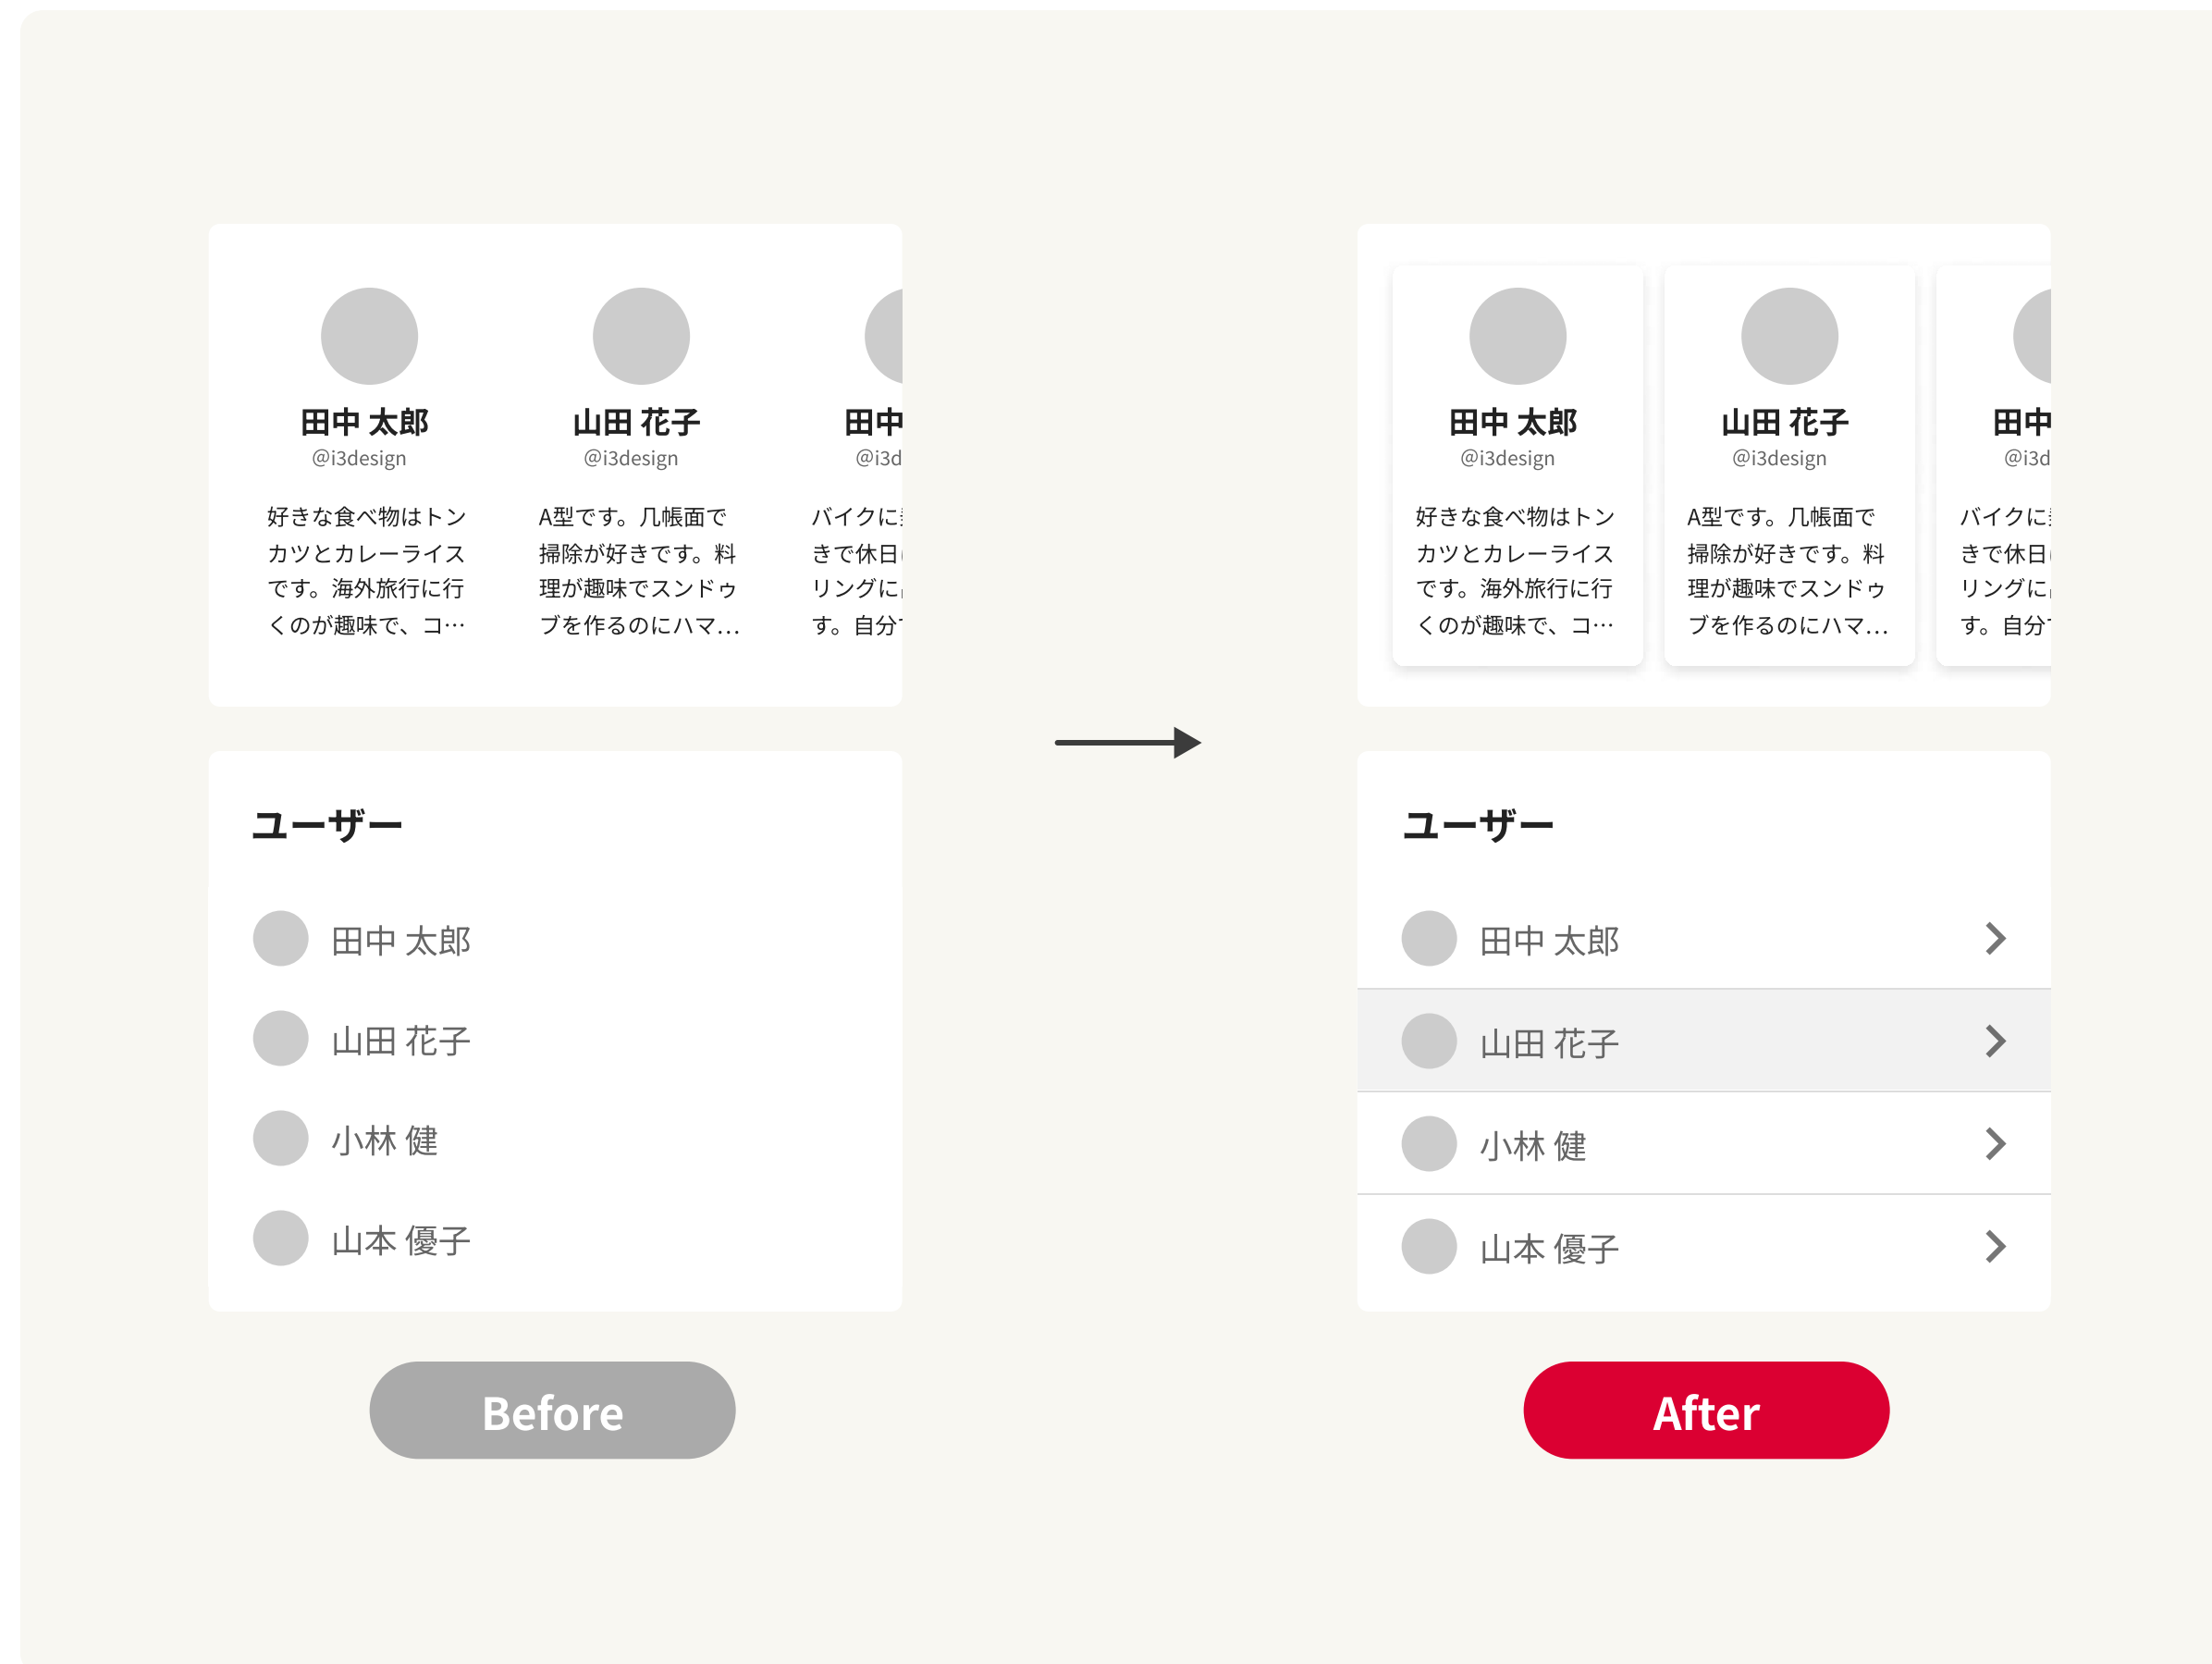 田中 太郎
@i3design
好きな食べ物はトン
カツとカレーライス
です。海外旅行に行
くのが趣味で、コ…
山田 花子
@i3design
A型です。几帳面で
掃除が好きです。料
理が趣味でスンドゥ
ブを作るのにハマ...
田中
@i3d
バイクに
きで休日
リングに
す。自分
ユーザー
田中 太郎
山田 花子
小林 健
山本 優子
Before
田中 太郎
@i3design
好きな食べ物はトン
カツとカレーライス
です。海外旅行に行
くのが趣味で、コ…
山田 花子
@i3design
A型です。几帳面で
掃除が好きです。料
理が趣味でスンドゥ
ブを作るのにハマ...
田中
@i3d
バイクに
きで休日
リングに
す。自分
ユーザー
田中 太郎
山田 花子
小林 健
山本 優子
After